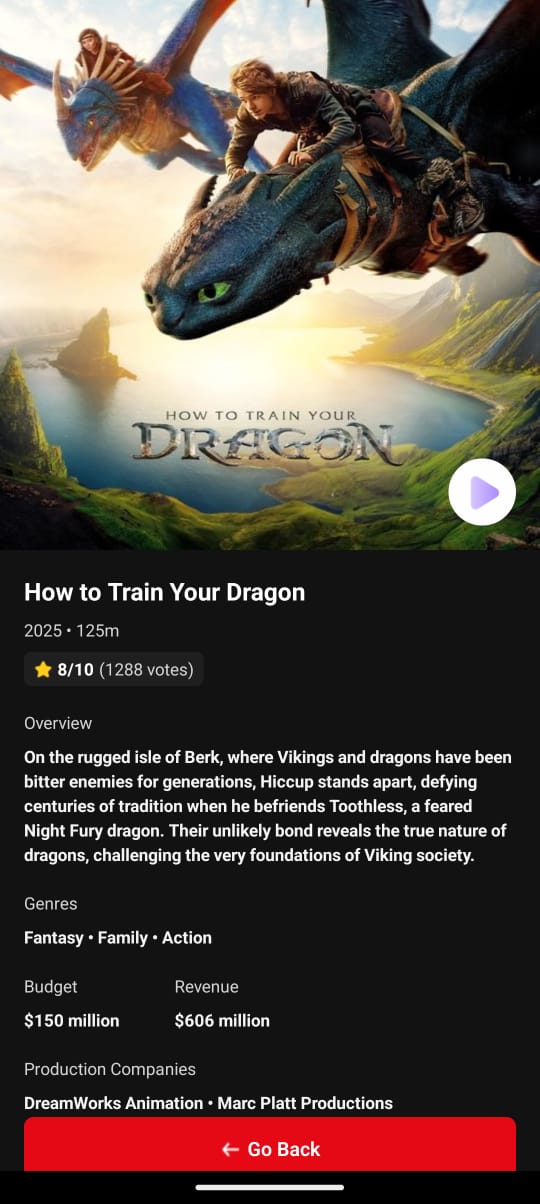 HOW TO TRAIN YOUR
DRAGON
How to Train Your Dragon
2025 • 125m
8/10 (1288 votes)
Overview
On the rugged isle of Berk, where Vikings and dragons have been
bitter enemies for generations, Hiccup stands apart, defying
centuries of tradition when he befriends Toothless, a feared
Night Fury dragon. Their unlikely bond reveals the true nature of
dragons, challenging the very foundations of Viking society.
Genres
Fantasy • Family • Action
Budget Revenue
$150 million $606 million
Production Companies
DreamWorks Animation • Marc Platt Productions
Go Back